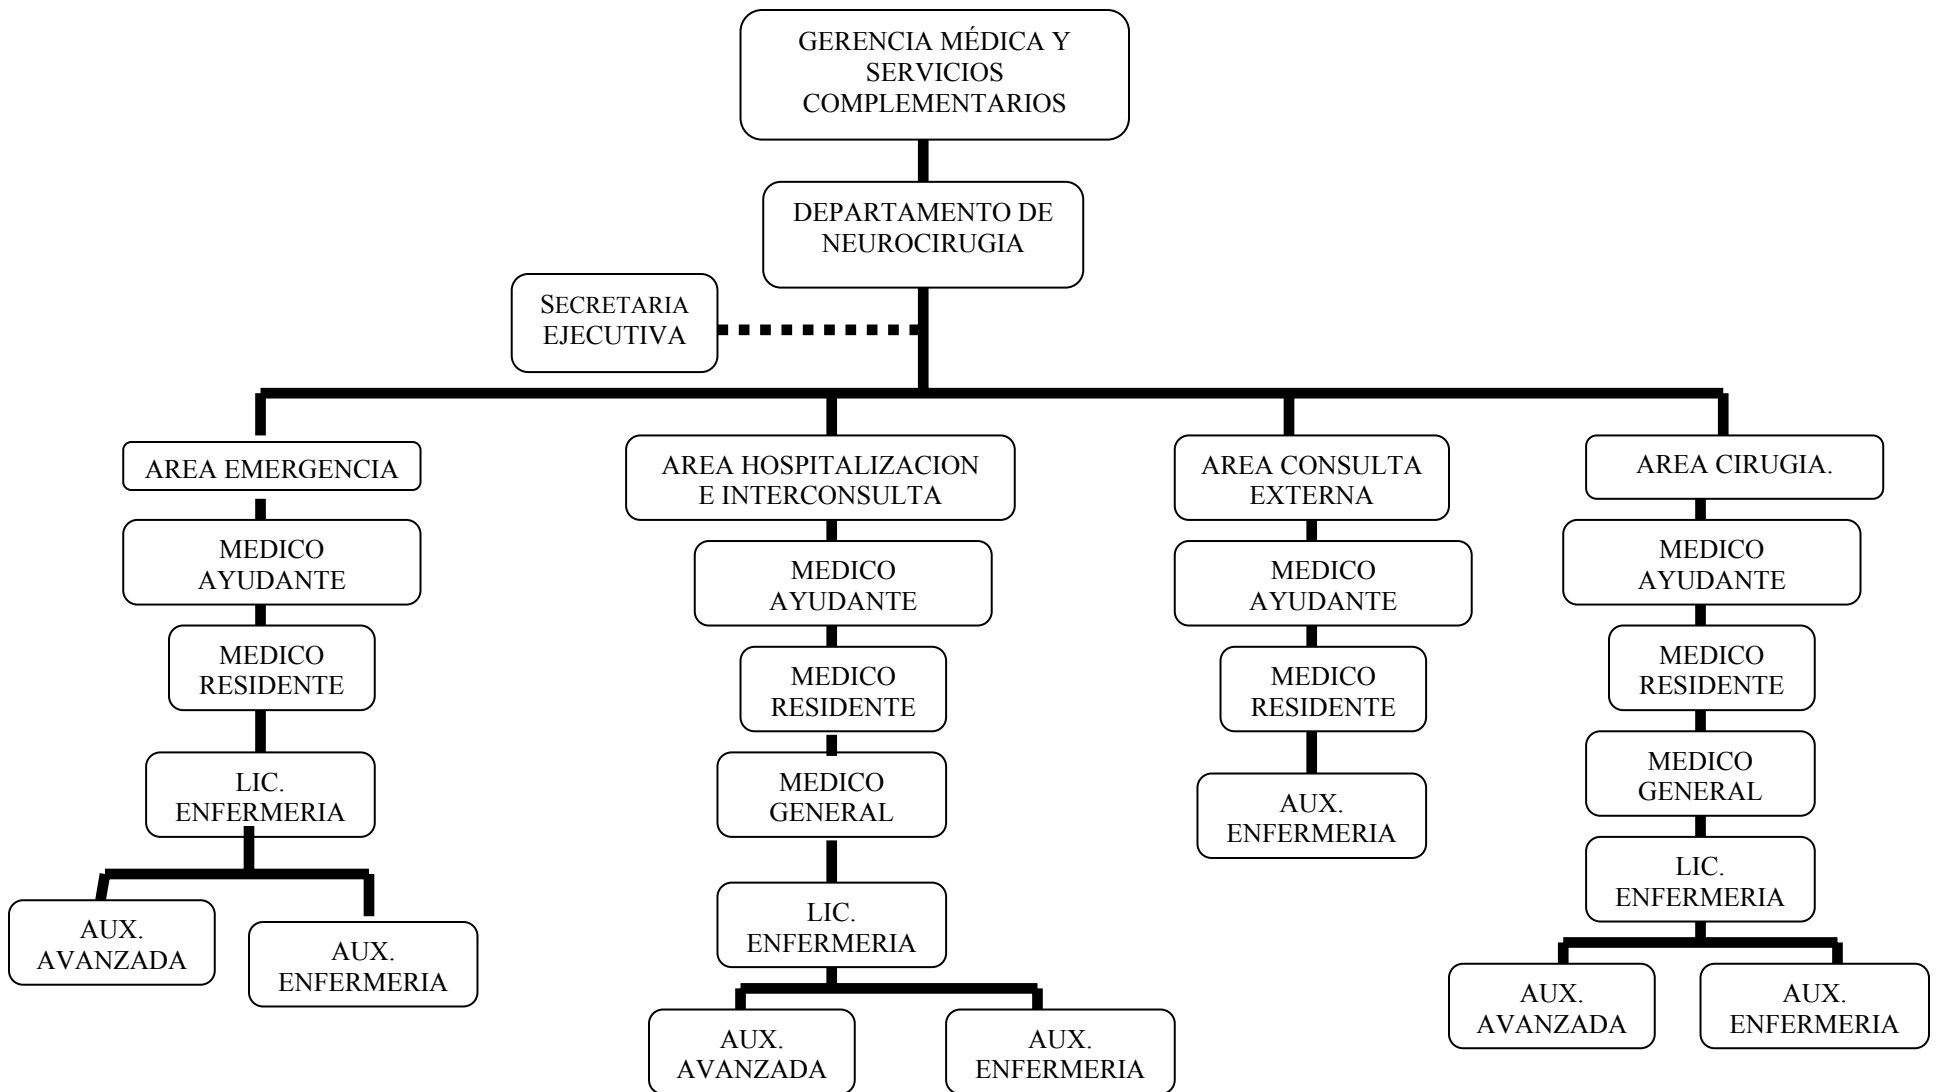 GERENCIA MÉDICA Y
SERVICIOS
COMPLEMENTARIOS
DEPARTAMENTO DE
NEUROCIRUGIA
SECRETARIA
EJECUTIVA
AREA EMERGENCIA
MEDICO
AYUDANTE
MEDICO
RESIDENTE
LIC.
ENFERMERIA
AUX.
AVANZADA
AUX.
ENFERMERIA
AREA HOSPITALIZACION
E INTERCONSULTA
MEDICO
AYUDANTE
MEDICO
RESIDENTE
MEDICO
GENERAL
LIC.
ENFERMERIA
AUX.
AVANZADA
AUX.
ENFERMERIA
AREA CONSULTA
EXTERNA
MEDICO
AYUDANTE
MEDICO
RESIDENTE
AUX.
ENFERMERIA
AREA CIRUGIA.
MEDICO
AYUDANTE
MEDICO
RESIDENTE
MEDICO
GENERAL
LIC.
ENFERMERIA
AUX.
AVANZADA
AUX.
ENFERMERIA